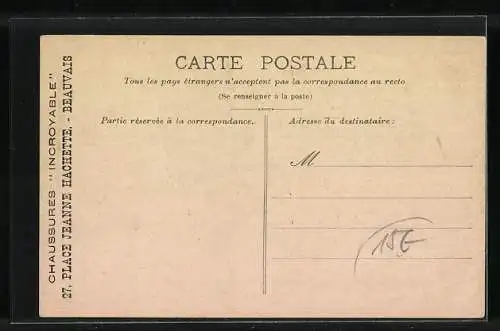 CARTE POSTALE
Tous les pays étrangers n'acceptent pas la correspondance au recto
(Se renseigner à la poste)
Partie réservée à la correspondance.
Adresse du destinataire:
M
15€
CHAUSSURES "INCROYABLE"
27, PLACE JEANNE HACHETTE, - BEAUVAIS